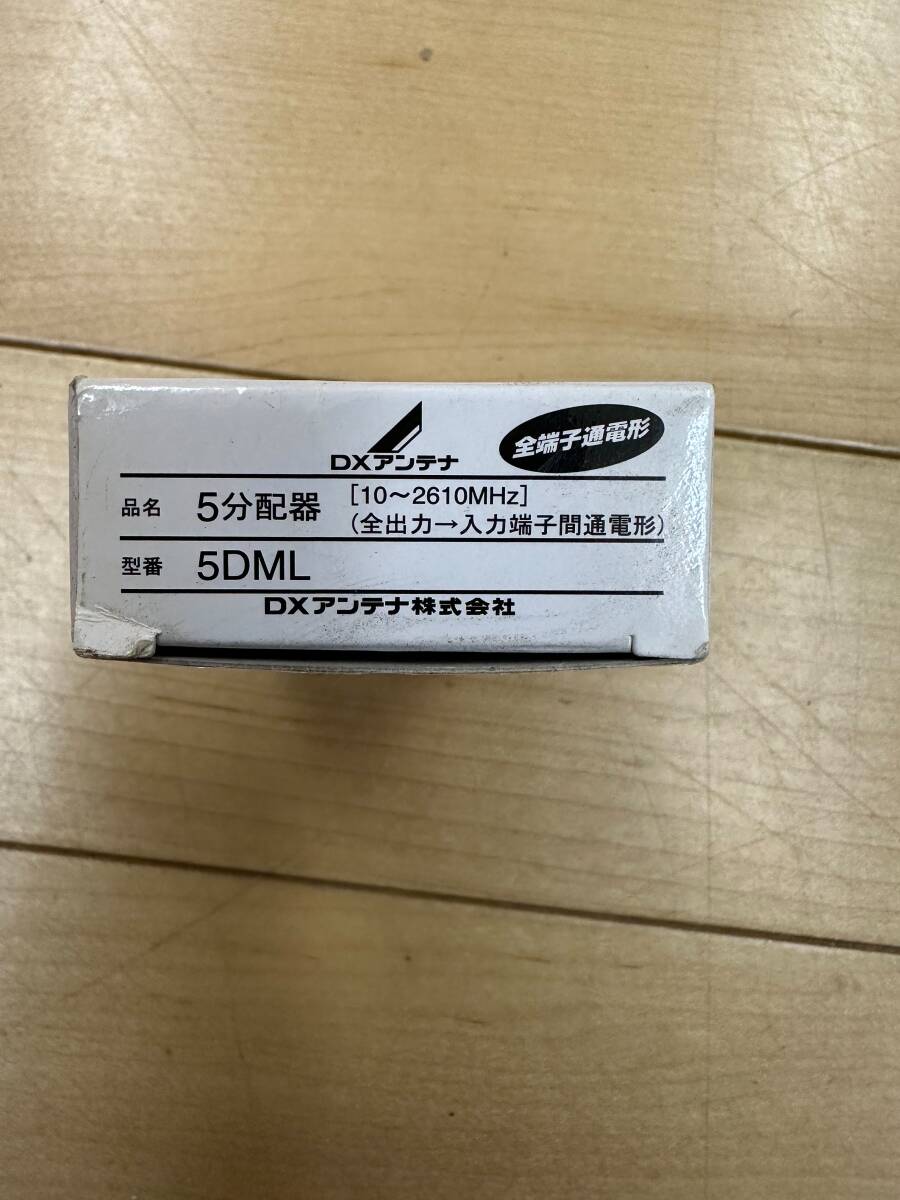 DXアンテナ
全端子通電形
品名 5分配器 [10～2610MHz]
(全出力→入力端子間通電形)
型番 5DML
DXアンテナ株式会社